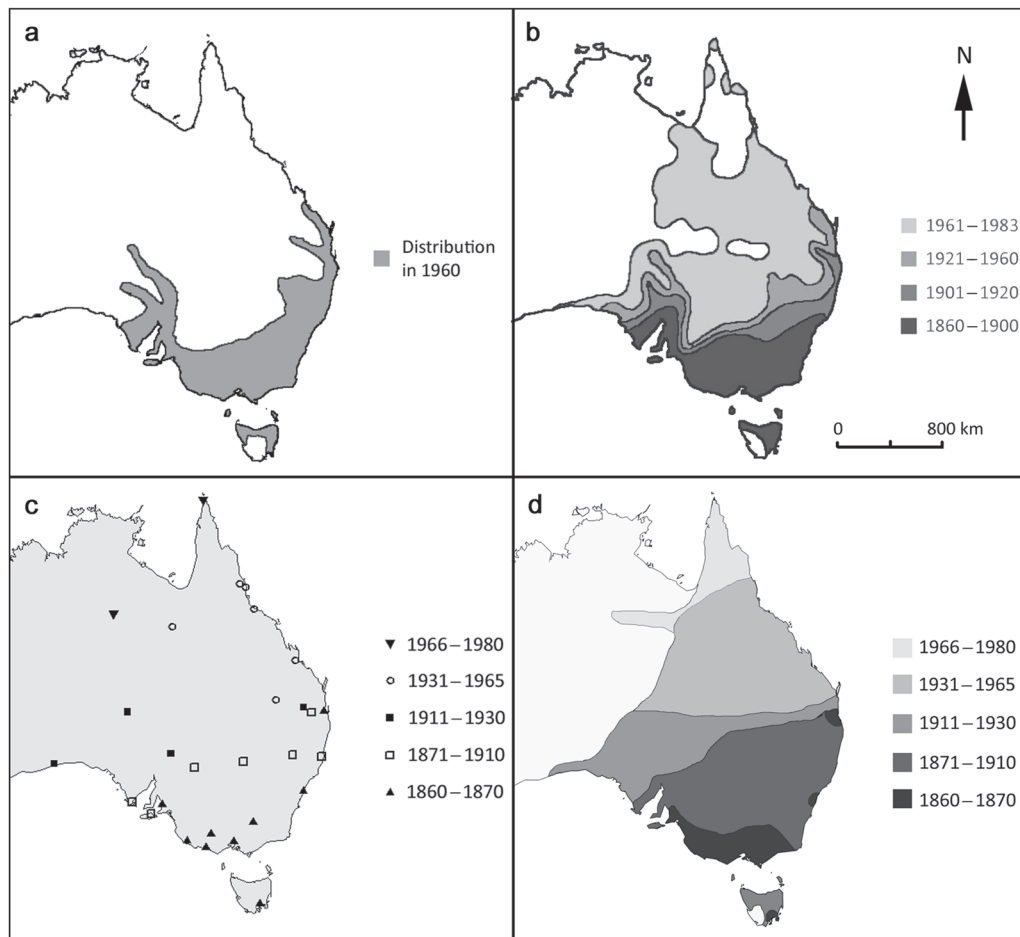 a
Distribution
in 1960
b
N
1961–1983
1921–1960
1901–1920
1860–1900
0 800 km
c
1966–1980
1931–1965
1911–1930
1871–1910
1860–1870
d
1966–1980
1931–1965
1911–1930
1871–1910
1860–1870